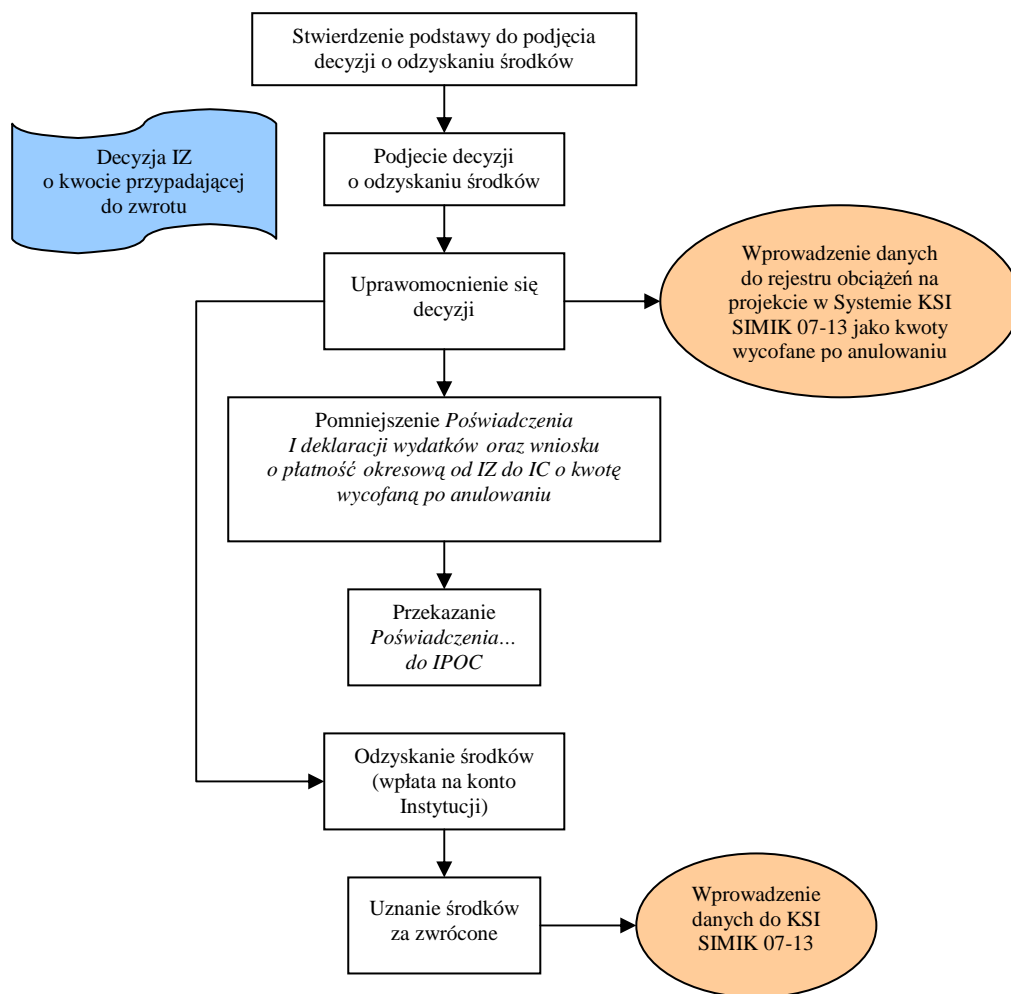 Stwierdzenie podstawy do podjęcia
decyzji o odzyskaniu środków
Decyzja IZ
o kwocie przypadającej
do zwrotu
Podjecie decyzji
o odzyskaniu środków
Uprawomocnienie się
decyzji
Wprowadzenie danych
do rejestru obciążeń na
projekcie w Systemie KSI
SIMIK 07-13 jako kwoty
wycofane po anulowaniu
Pomniejszenie Poświadczenia
I deklaracji wydatków oraz wniosku
o płatność okresową od IZ do IC o kwotę
wycofaną po anulowaniu
Przekazanie
Poświadczenia…
do IPOC
Odzyskanie środków
(wpłata na konto
Instytucji)
Uznanie środków
za zwrócone
Wprowadzenie
danych do KSI
SIMIK 07-13